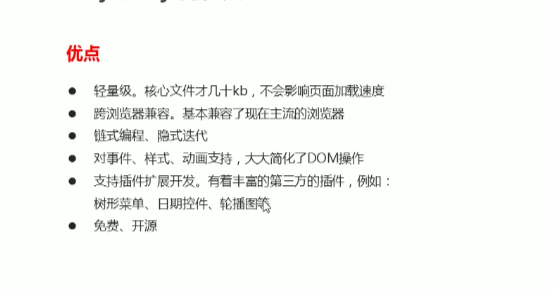 优点
● 轻量级。核心文件才几十kb，不会影响页面加载速度
● 跨浏览器兼容。基本兼容了现在主流的浏览器
● 链式编程、隐式迭代
● 对事件、样式、动画支持，大大简化了DOM操作
● 支持插件扩展开发。有着丰富的第三方的插件，例如：
树形菜单、日期控件、轮播图等
● 免费、开源